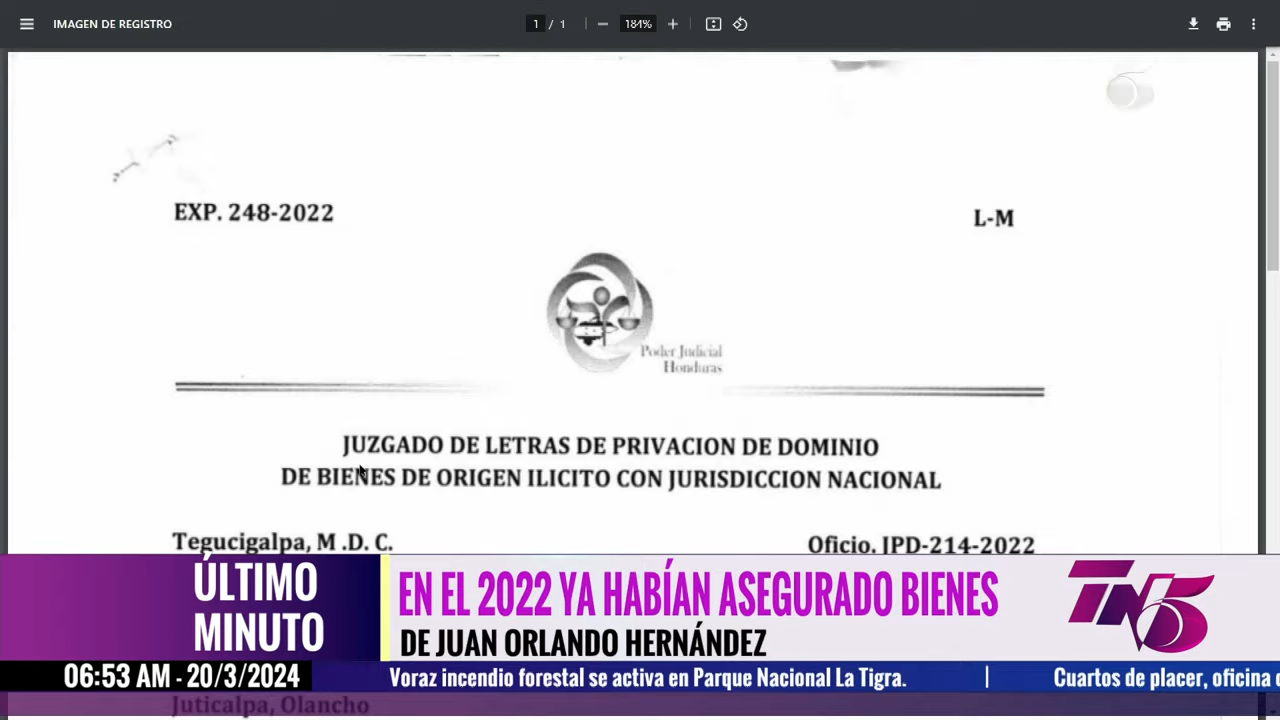 IMAGEN DE REGISTRO
1 / 1
184%
EXP. 248-2022
L-M
Poder Judicial
Honduras
JUZGADO DE LETRAS DE PRIVACION DE DOMINIO
DE BIENES DE ORIGEN ILICITO CON JURISDICCION NACIONAL
Tegucigalpa, M .D. C.
Oficio. JPD-214-2022
ÚLTIMO
MINUTO
EN EL 2022 YA HABÍAN ASEGURADO BIENES
DE JUAN ORLANDO HERNÁNDEZ
TN5
06:53 AM - 20/3/2024
Voraz incendio forestal se activa en Parque Nacional La Tigra. | Cuartos de placer, oficina
Juticalpa, Olancho